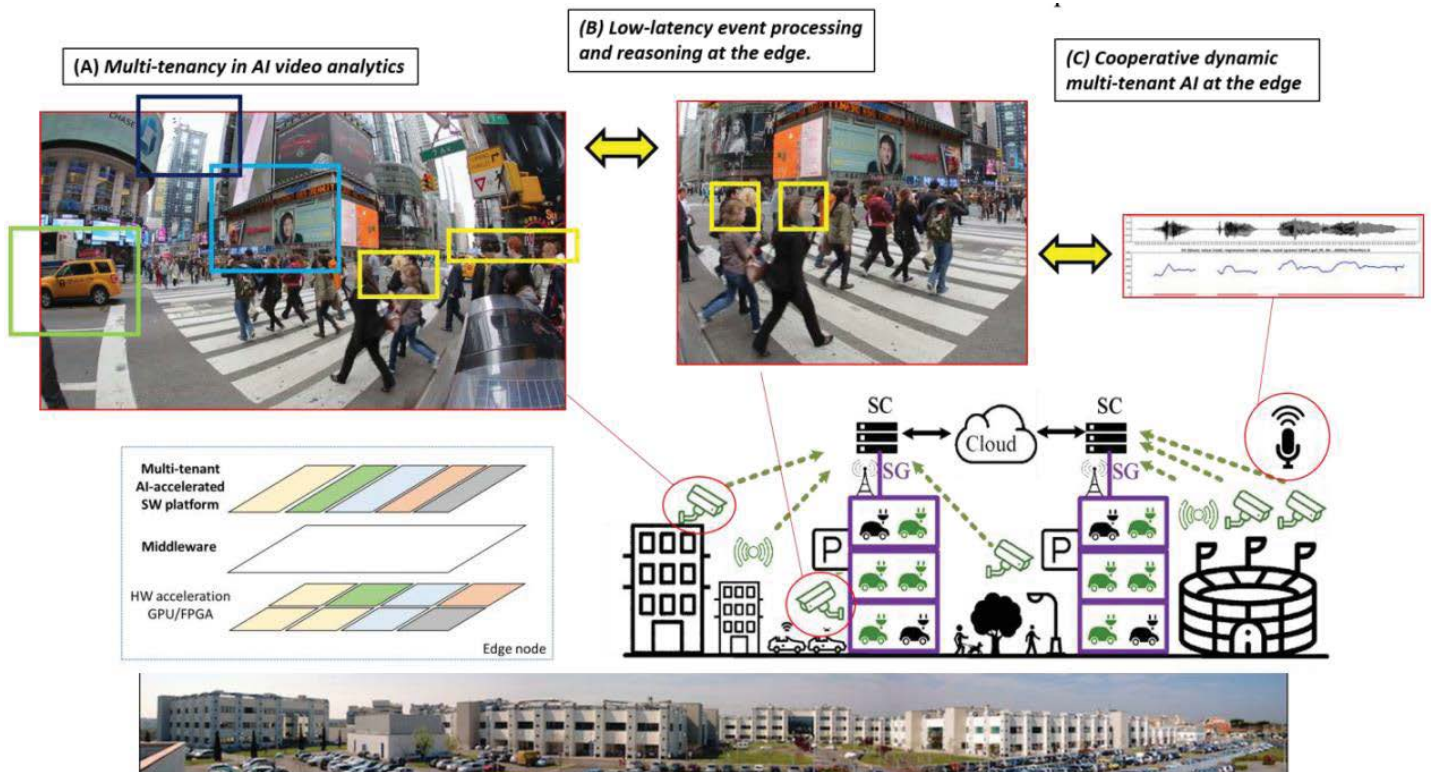 (A) Multi-tenancy in AI video analytics
(B) Low-latency event processing
and reasoning at the edge.
(C) Cooperative dynamic
multi-tenant AI at the edge
CHASE
7 Av
Multi-tenant
AI-accelerated
SW platform
Middleware
HW acceleration
GPU/FPGA
Edge node
SC
Cloud
SC
SG
SG
P
P